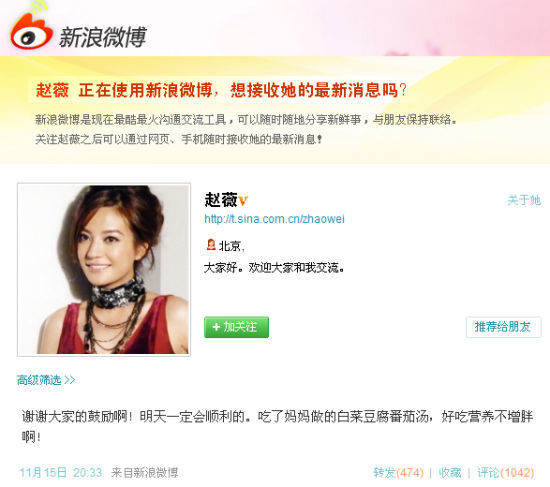 新浪微博
赵薇 正在使用新浪微博，想接收她的最新消息吗？
新浪微博是现在最酷最火沟通交流工具，可以随时随地分享新鲜事，与朋友保持联络。
关注赵薇之后可以通过网页、手机随时接收她的最新消息！
赵薇V
关于她
http://t.sina.com.cn/zhaowei
北京,
大家好。欢迎大家和我交流。
+ 加关注
推荐给朋友
高级筛选>>
谢谢大家的鼓励啊！明天一定会顺利的。吃了妈妈做的白菜豆腐番茄汤，好吃营养不增胖
啊！
11月15日 20:33 来自新浪微博
转发(474) | 收藏 | 评论(1042)